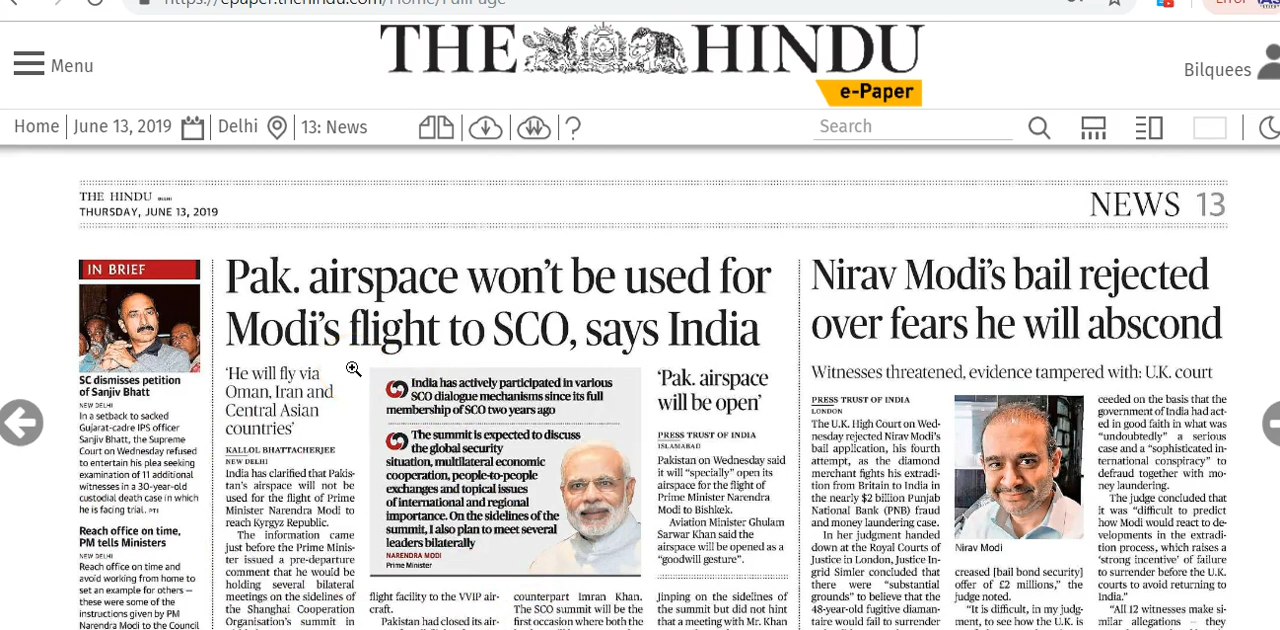 Menu
THE HINDU
e-Paper
Bilquees
Home
June 13, 2019
Delhi
13: News
?
Search
THE HINDU
THURSDAY, JUNE 13, 2019
NEWS 13
IN BRIEF
SC dismisses petition
of Sanjiv Bhatt
NEW DELHI
In a setback to sacked
Gujarat-cadre IPS officer
Sanjiv Bhatt, the Supreme
Court on Wednesday refused
to entertain his plea seeking
examination of 11 additional
witnesses in a 30-year-old
custodial death case in which
he is facing trial. PTI
Reach office on time,
PM tells Ministers
NEW DELHI
Reach office on time and
avoid working from home to
set an example for others –
these were some of the
instructions given by PM
Narendra Modi to the Council
Pak. airspace won't be used for
Modi's flight to SCO, says India
'He will fly via
Oman, Iran and
Central Asian
countries'
KALLOL BHATTACHERJEE
NEW DELHI
India has clarified that Pakis-
tan's airspace will not be
used for the flight of Prime
Minister Narendra Modi to
reach Kyrgyz Republic.
The information came
just before the Prime Minis-
ter issued a pre-departure
comment that he would be
holding several bilateral
meetings on the sidelines of
the Shanghai Cooperation
Organisation's summit in
India has actively participated in various
SCO dialogue mechanisms since its full
membership of SCO two years ago
The summit is expected to discuss
the global security
situation, multilateral economic
cooperation, people-to-people
exchanges and topical issues
of international and regional
importance. On the sidelines of the
summit, I also plan to meet several
leaders bilaterally
NARENDRA MODI
Prime Minister
flight facility to the VVIP air-
craft.
Pakistan had closed its air-
counterpart Imran Khan.
The SCO summit will be the
first occasion where both the
'Pak. airspace
will be open'
PRESS TRUST OF INDIA
ISLAMABAD
Pakistan on Wednesday said
it will "specially" open its
airspace for the flight of
Prime Minister Narendra
Modi to Bishkek.
Aviation Minister Ghulam
Sarwar Khan said the
airspace will be opened as a
"goodwill gesture".
Jinping on the sidelines of
the summit but did not hint
that a meeting with Mr. Khan
Nirav Modi's bail rejected
over fears he will abscond
Witnesses threatened, evidence tampered with: U.K. court
PRESS TRUST OF INDIA
LONDON
The U.K. High Court on Wed-
nesday rejected Nirav Modi's
bail application, his fourth
attempt, as the diamond
merchant fights his extradi-
tion from Britain to India in
the nearly $2 billion Punjab
National Bank (PNB) fraud
and money laundering case.
In her judgment handed
down at the Royal Courts of
Justice in London, Justice In-
grid Simler concluded that
there were "substantial
grounds" to believe that the
48-year-old fugitive diaman-
taire would fail to surrender
Nirav Modi
creased [bail bond security]
offer of £2 millions," the
judge noted.
"It is difficult, in my judg-
ment, to see how the U.K. is
ceeded on the basis that the
government of India had act-
ed in good faith in what was
"undoubtedly" a serious
case and a "sophisticated in-
ternational conspiracy" to
defraud together with mo-
ney laundering.
The judge concluded that
it was "difficult to predict
how Modi would react to de-
velopments in the extradi-
tion process, which raises a
'strong incentive' of failure
to surrender before the U.K.
courts to avoid returning to
India."
"All 12 witnesses make si-
milar allegations – they